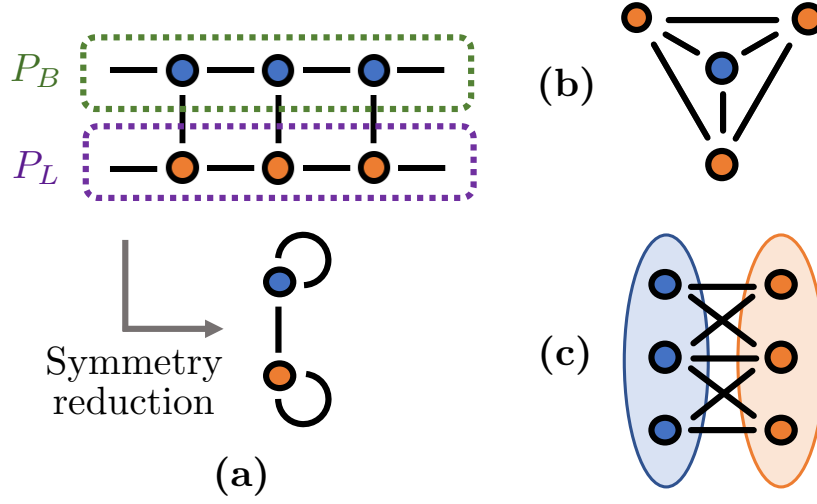 P_B
P_L
Symmetry
reduction
(a)
(b)
(c)